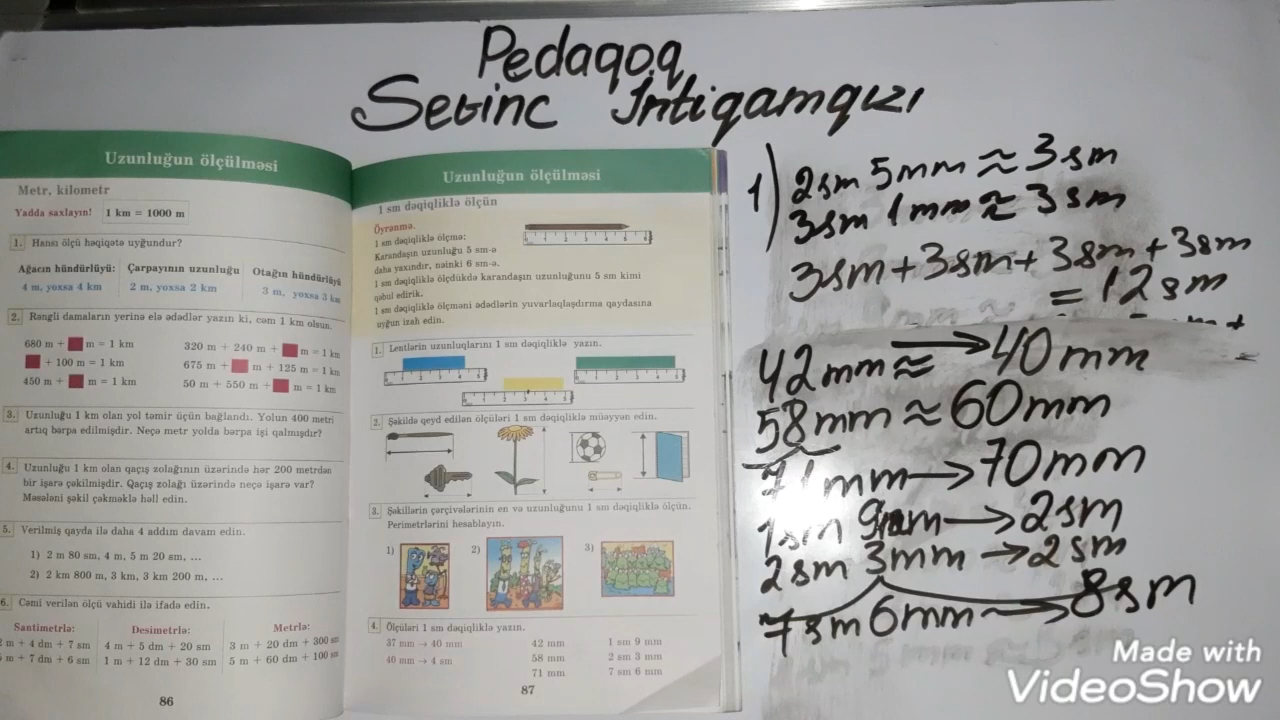 Pedaqoq
Sevinc İntiqamqızı
Uzunluğun ölçülməsi
Metr, kilometr
Yadda saxlayın! 1 km = 1000 m
1. Hansı ölçü həqiqətə uyğundur?
Ağacın hündürlüyü: Çarpayının uzunluğu Otağın hündürlüyü
4 m, yoxsa 4 km 2 m, yoxsa 2 km 3 m, yoxsa 3 km
2. Rəngli damaların yerinə elə ədədlər yazın ki, cəm 1 km olsun.
680 m + m = 1 km 320 m + 240 m + m = 1 km
+ 100 m = 1 km 675 m + m + 125 m = 1 km
450 m + m = 1 km 50 m + 550 m + m = 1 km
3. Uzunluğu 1 km olan yol təmir üçün bağlandı. Yolun 400 metri
artıq bərpa edilmişdir. Neçə metr yolda bərpa işi qalmışdır?
4. Uzunluğu 1 km olan qaçış zolağının üzərində hər 200 metrdən
bir işarə çəkilmişdir. Qaçış zolağı üzərində neçə işarə var?
Məsələni şəkil çəkməklə həll edin.
5. Verilmiş qayda ilə daha 4 addım davam edin.
1) 2 m 80 sm, 4 m, 5 m 20 sm, ...
2) 2 km 800 m, 3 km, 3 km 200 m, ...
6. Cəmi verilən ölçü vahidi ilə ifadə edin.
Santimetrlə: Desimetrlə: Metrlə:
m + 4 dm + 7 sm 4 m + 5 dm + 20 sm 3 m + 20 dm + 300 sm
m + 7 dm + 6 sm 1 m + 12 dm + 30 sm 5 m + 60 dm + 100 sm
86
Uzunluğun ölçülməsi
1 sm dəqiqliklə ölçün
Öyrənmə.
1 sm dəqiqliklə ölçmə:
Karandaşın uzunluğu 5 sm-ə
daha yaxındır, nəinki 6 sm-ə.
1 sm dəqiqliklə ölçdükdə karandaşın uzunluğunu 5 sm kimi
qəbul edirik.
1 sm dəqiqliklə ölçməni ədədlərin yuvarlaqlaşdırma qaydasına
uyğun izah edin.
1. Lentlərin uzunluqlarını 1 sm dəqiqliklə yazın.
2. Şəkildə qeyd edilən ölçüləri 1 sm dəqiqliklə müəyyən edin.
3. Şəkillərin çərçivələrinin en və uzunluğunu 1 sm dəqiqliklə ölçün.
Perimetrlərini hesablayın.
1) 2) 3)
4. Ölçüləri 1 sm dəqiqliklə yazın.
37 mm → 40 mm 42 mm 1 sm 9 mm
40 mm → 4 sm 58 mm 2 sm 3 mm
71 mm 7 sm 6 mm
87
1) 2sm 5mm ≈ 3sm
3sm 1mm ≈ 3sm
3sm + 3sm + 3sm + 3sm
= 12sm
42mm ≈ → 40mm
58mm ≈ 60mm
71mm → 70mm
1sm 9mm → 2sm
2sm 3mm → 2sm
7sm 6mm → 8sm
Made with
VideoShow